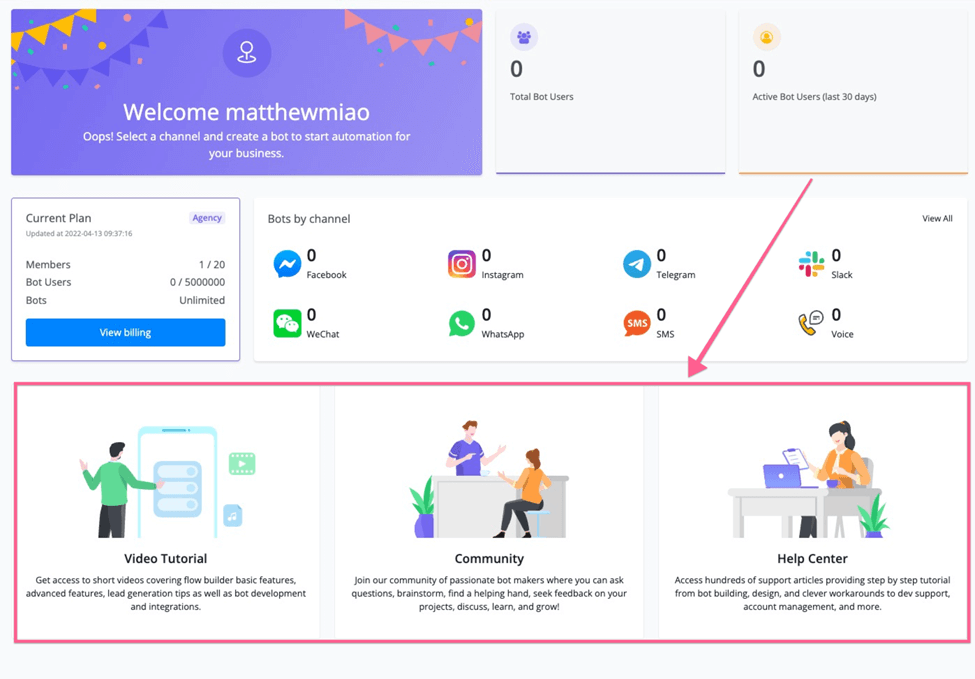 Welcome matthewmiao
Oops! Select a channel and create a bot to start automation for
your business.
0
Total Bot Users
0
Active Bot Users (last 30 days)
Current Plan
Agency
Updated at 2022-04-13 09:37:16
Members 1 / 20
Bot Users 0 / 5000000
Bots Unlimited
View billing
Bots by channel
View All
0
Facebook
0
Instagram
0
Telegram
0
Slack
0
WeChat
0
WhatsApp
SMS
0
SMS
0
Voice
Video Tutorial
Get access to short videos covering flow builder basic features,
advanced features, lead generation tips as well as bot development
and integrations.
Community
Join our community of passionate bot makers where you can ask
questions, brainstorm, find a helping hand, seek feedback on your
projects, discuss, learn, and grow!
Help Center
Access hundreds of support articles providing step by step tutorial
from bot building, design, and clever workarounds to dev support,
account management, and more.